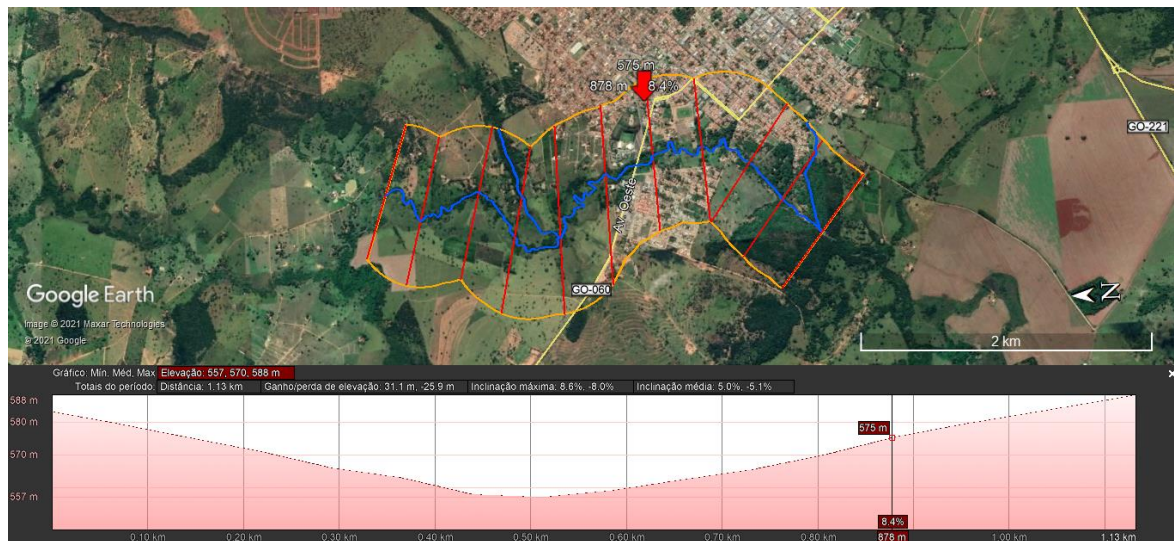 575 m
878 m 8.4%
GO-221
Av. Oeste
GO-060
Google Earth
N
Image © 2021 Maxar Technologies
© 2021 Google
2 km
Gráfico: Mín. Méd, Max Elevação: 557, 570, 588 m
Totais do período: Distância: 1.13 km Ganho/perda de elevação: 31.1 m, -25.9 m Inclinação máxima: 8.6%, -8.0% Inclinação média: 5.0%, -5.1%
588 m
580 m
575 m
570 m
557 m
8.4%
0.10 km 0.20 km 0.30 km 0.40 km 0.50 km 0.60 km 0.70 km 0.80 km 878 m 1.00 km 1.13 km